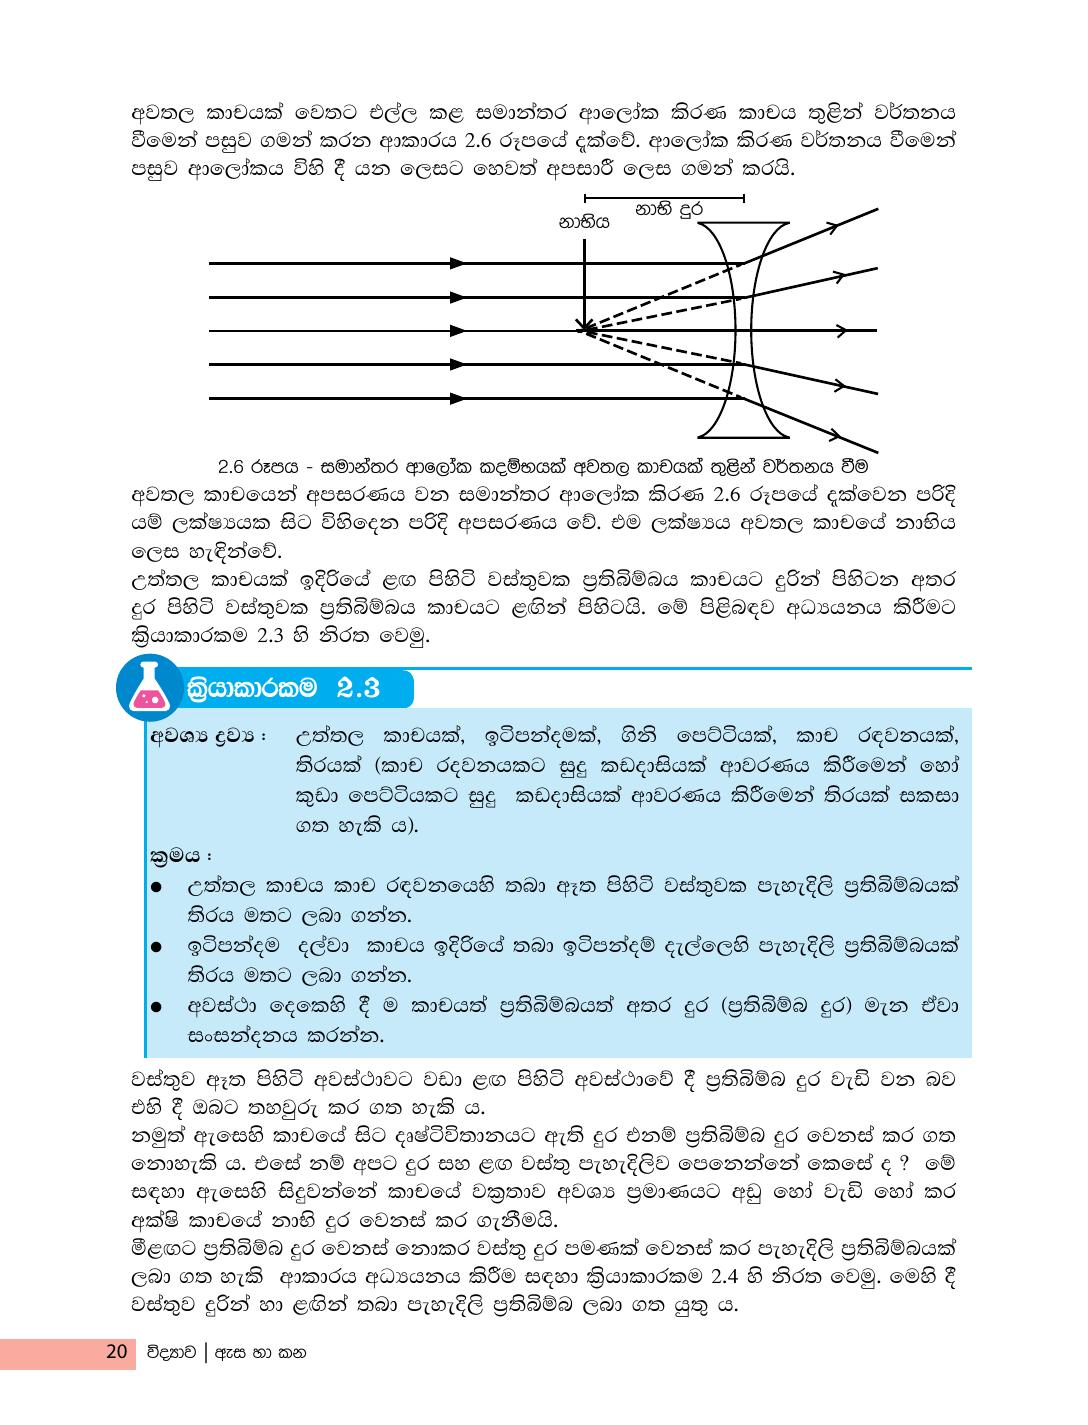 අවතල කාචයක් වෙතට එල්ල කළ සමාන්තර ආලෝක කිරණ කාචය තුළින් වර්තනය
වීමෙන් පසුව ගමන් කරන ආකාරය 2.6 රූපයේ දැක්වේ. ආලෝක කිරණ වර්තනය වීමෙන්
පසුව ආලෝකය විහි දී යන ලෙසට හෙවත් අපසාරී ලෙස ගමන් කරයි.
නාභි දුර
නාභිය
2.6 රූපය - සමාන්තර ආලෝක කදම්භයක් අවතල කාචයක් තුළින් වර්තනය වීම
අවතල කාචයෙන් අපසරණය වන සමාන්තර ආලෝක කිරණ 2.6 රූපයේ දැක්වෙන පරිදි
යම් ලක්ෂ්‍යයක සිට විහිදෙන පරිදි අපසරණය වේ. එම ලක්ෂ්‍යය අවතල කාචයේ නාභිය
ලෙස හැඳින්වේ.
උත්තල කාචයක් ඉදිරියේ ළඟ පිහිටි වස්තුවක ප්‍රතිබිම්බය කාචයට දුරින් පිහිටන අතර
දුර පිහිටි වස්තුවක ප්‍රතිබිම්බය කාචයට ළඟින් පිහිටයි. මේ පිළිබඳව අධ්‍යයනය කිරීමට
ක්‍රියාකාරකම 2.3 හි නිරත වෙමු.
ක්‍රියාකාරකම 2.3
අවශ්‍ය ද්‍රව්‍ය : උත්තල කාචයක්, ඉටිපන්දමක්, ගිනි පෙට්ටියක්, කාච රඳවනයක්,
තිරයක් (කාච රදවනයකට සුදු කඩදාසියක් ආවරණය කිරීමෙන් හෝ
කුඩා පෙට්ටියකට සුදු කඩදාසියක් ආවරණය කිරීමෙන් තිරයක් සකසා
ගත හැකි ය).
ක්‍රමය :
● උත්තල කාචය කාච රඳවනයෙහි තබා ඈත පිහිටි වස්තුවක පැහැදිලි ප්‍රතිබිම්බයක්
තිරය මතට ලබා ගන්න.
● ඉටිපන්දම දල්වා කාචය ඉදිරියේ තබා ඉටිපන්දම් දැල්ලෙහි පැහැදිලි ප්‍රතිබිම්බයක්
තිරය මතට ලබා ගන්න.
● අවස්ථා දෙකෙහි දී ම කාචයත් ප්‍රතිබිම්බයත් අතර දුර (ප්‍රතිබිම්බ දුර) මැන ඒවා
සංසන්දනය කරන්න.
වස්තුව ඈත පිහිටි අවස්ථාවට වඩා ළඟ පිහිටි අවස්ථාවේ දී ප්‍රතිබිම්බ දුර වැඩි වන බව
එහි දී ඔබට තහවුරු කර ගත හැකි ය.
නමුත් ඇසෙහි කාචයේ සිට දෘෂ්ටිවිතානයට ඇති දුර එනම් ප්‍රතිබිම්බ දුර වෙනස් කර ගත
නොහැකි ය. එසේ නම් අපට දුර සහ ළඟ වස්තු පැහැදිලිව පෙනෙන්නේ කෙසේ ද ? මේ
සඳහා ඇසෙහි සිදුවන්නේ කාචයේ වක්‍රතාව අවශ්‍ය ප්‍රමාණයට අඩු හෝ වැඩි හෝ කර
අක්ෂි කාචයේ නාභි දුර වෙනස් කර ගැනීමයි.
මීළඟට ප්‍රතිබිම්බ දුර වෙනස් නොකර වස්තු දුර පමණක් වෙනස් කර පැහැදිලි ප්‍රතිබිම්බයක්
ලබා ගත හැකි ආකාරය අධ්‍යයනය කිරීම සඳහා ක්‍රියාකාරකම 2.4 හි නිරත වෙමු. මෙහි දී
වස්තුව දුරින් හා ළඟින් තබා පැහැදිලි ප්‍රතිබිම්බ ලබා ගත යුතු ය.
20 විද්‍යාව | ඇස හා කන